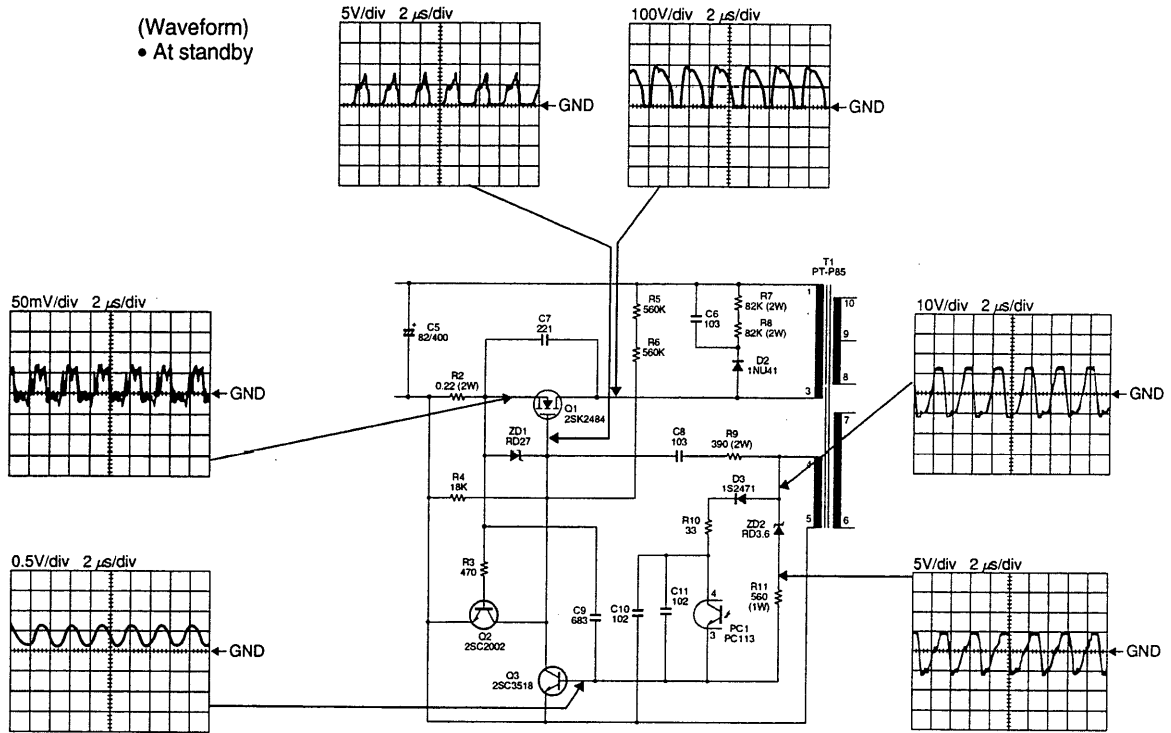 (Waveform)
• At standby
5V/div 2 µs/div
GND
100V/div 2 µs/div
GND
50mV/div 2 µs/div
GND
10V/div 2 µs/div
GND
0.5V/div 2 µs/div
GND
5V/div 2 µs/div
GND
T1
PT-P85
1
3
4
5
10
9
8
7
6
C5
82/400
+
C7
221
R2
0.22 (2W)
Q1
2SK2484
R5
560K
R6
560K
C6
103
R7
82K (2W)
R8
82K (2W)
D2
1NU41
ZD1
RD27
C8
103
R9
390 (2W)
R4
18K
D3
1S2471
R10
33
ZD2
RD3.6
R3
470
C9
683
C10
102
C11
102
4
3
PC1
PC113
R11
560
(1W)
Q2
2SC2002
Q3
2SC3518